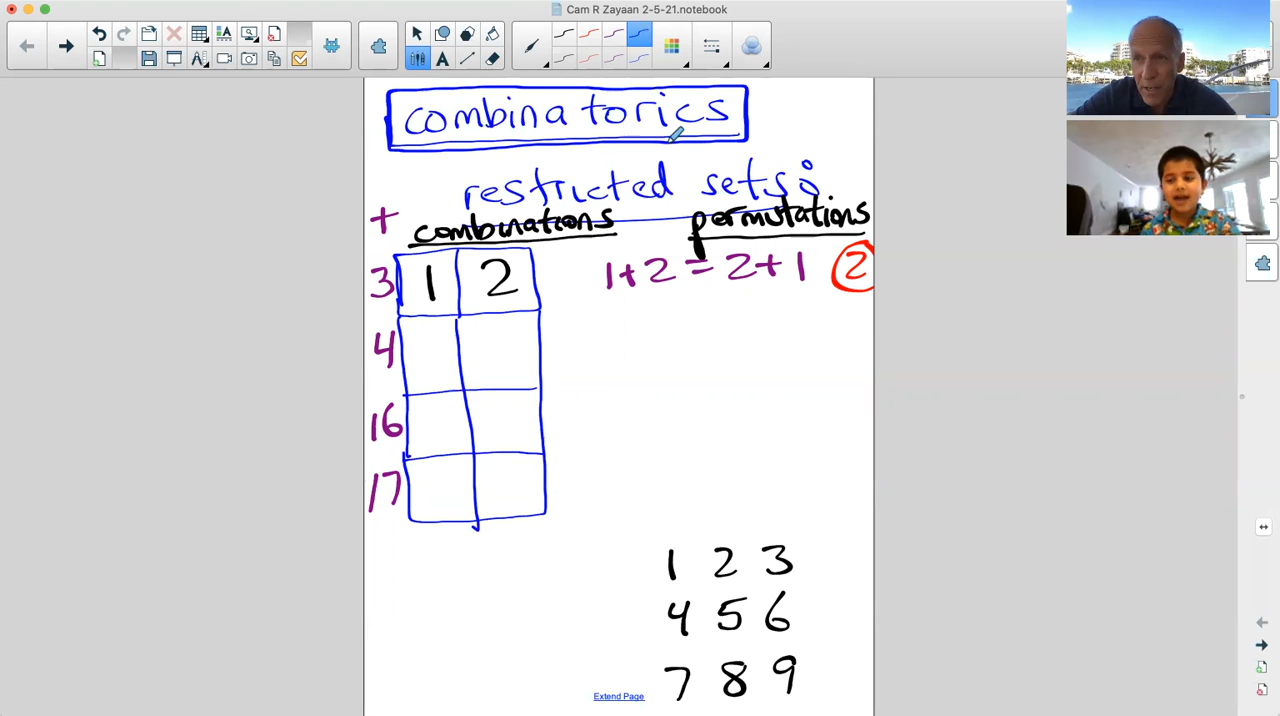 Cam R Zayaan 2-5-21.notebook
combinatorics
restricted sets:
+ combinations permutations
3 1 2 1+2=2+1 2
4
16
17
1 2 3
4 5 6
7 8 9
Extend Page